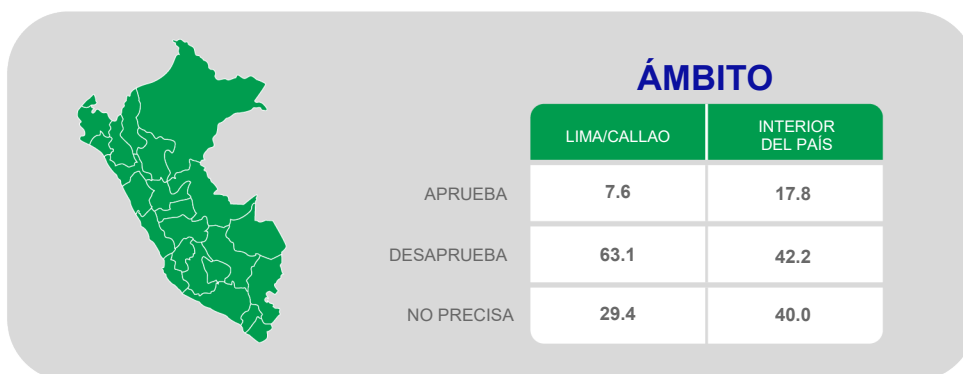 ÁMBITO
LIMA/CALLAO
INTERIOR
DEL PAÍS
APRUEBA 7.6 17.8
DESAPRUEBA 63.1 42.2
NO PRECISA 29.4 40.0